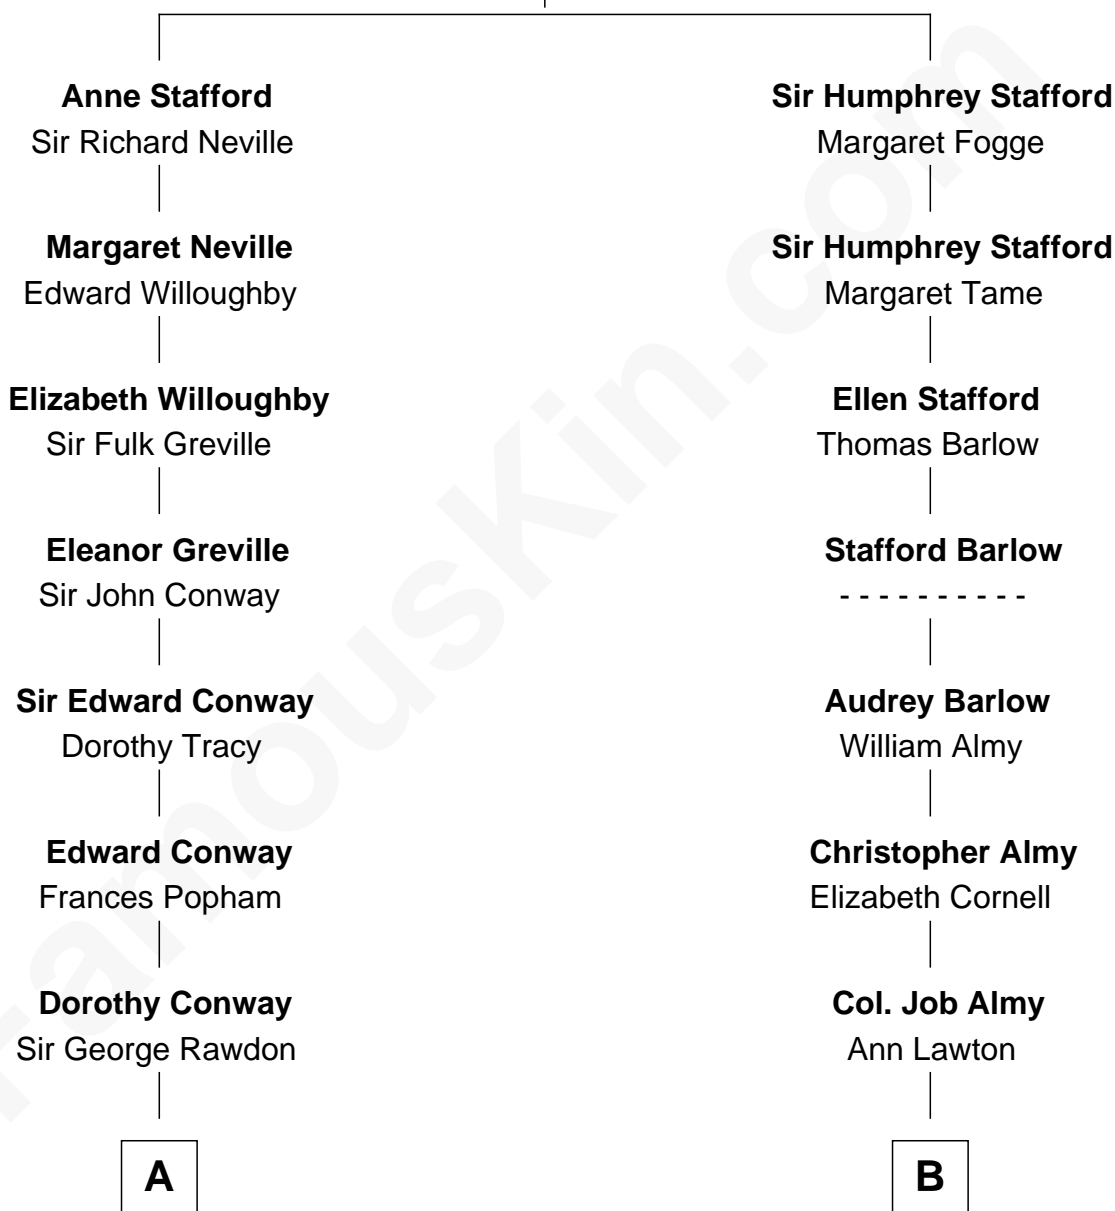 Anne Stafford
Sir Richard Neville
Margaret Neville
Edward Willoughby
Elizabeth Willoughby
Sir Fulk Greville
Eleanor Greville
Sir John Conway
Sir Edward Conway
Dorothy Tracy
Edward Conway
Frances Popham
Dorothy Conway
Sir George Rawdon
A
Sir Humphrey Stafford
Margaret Fogge
Sir Humphrey Stafford
Margaret Tame
Ellen Stafford
Thomas Barlow
Stafford Barlow
- - - - - - - - - -
Audrey Barlow
William Almy
Christopher Almy
Elizabeth Cornell
Col. Job Almy
Ann Lawton
B
FamousKin.com